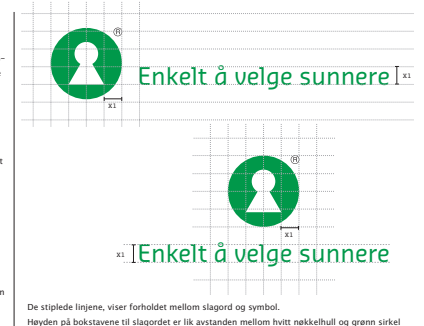 ®
Enkelt å velge sunnere
x1
x1
®
x1
x1
Enkelt å velge sunnere
De stiplede linjene, viser forholdet mellom slagord og symbol.
Høyden på bokstavene til slagordet er lik avstanden mellom hvitt nøkkelhull og grønn sirkel